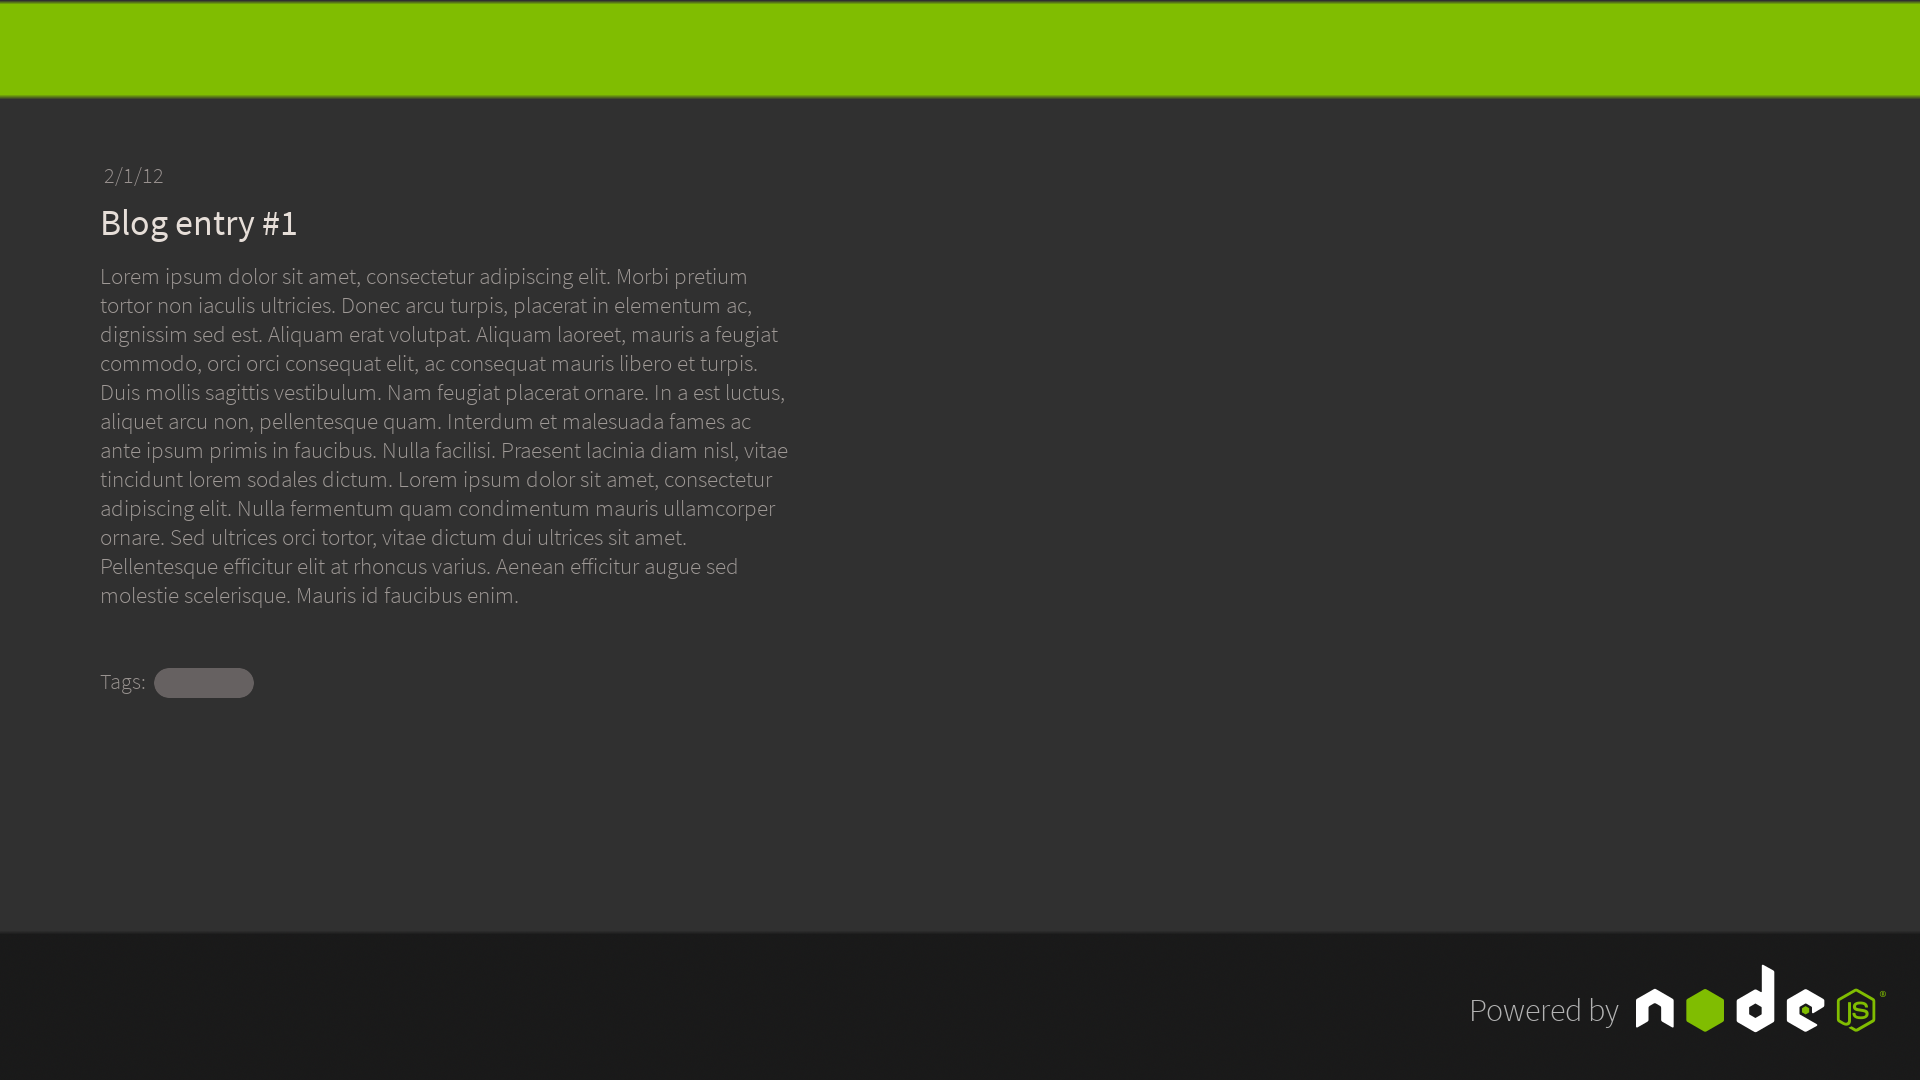 2/1/12
Blog entry #1
Lorem ipsum dolor sit amet, consectetur adipiscing elit. Morbi pretium
tortor non iaculis ultricies. Donec arcu turpis, placerat in elementum ac,
dignissim sed est. Aliquam erat volutpat. Aliquam laoreet, mauris a feugiat
commodo, orci orci consequat elit, ac consequat mauris libero et turpis.
Duis mollis sagittis vestibulum. Nam feugiat placerat ornare. In a est luctus,
aliquet arcu non, pellentesque quam. Interdum et malesuada fames ac
ante ipsum primis in faucibus. Nulla facilisi. Praesent lacinia diam nisl, vitae
tincidunt lorem sodales dictum. Lorem ipsum dolor sit amet, consectetur
adipiscing elit. Nulla fermentum quam condimentum mauris ullamcorper
ornare. Sed ultrices orci tortor, vitae dictum dui ultrices sit amet.
Pellentesque efficitur elit at rhoncus varius. Aenean efficitur augue sed
molestie scelerisque. Mauris id faucibus enim.
Tags:
Powered by node JS®